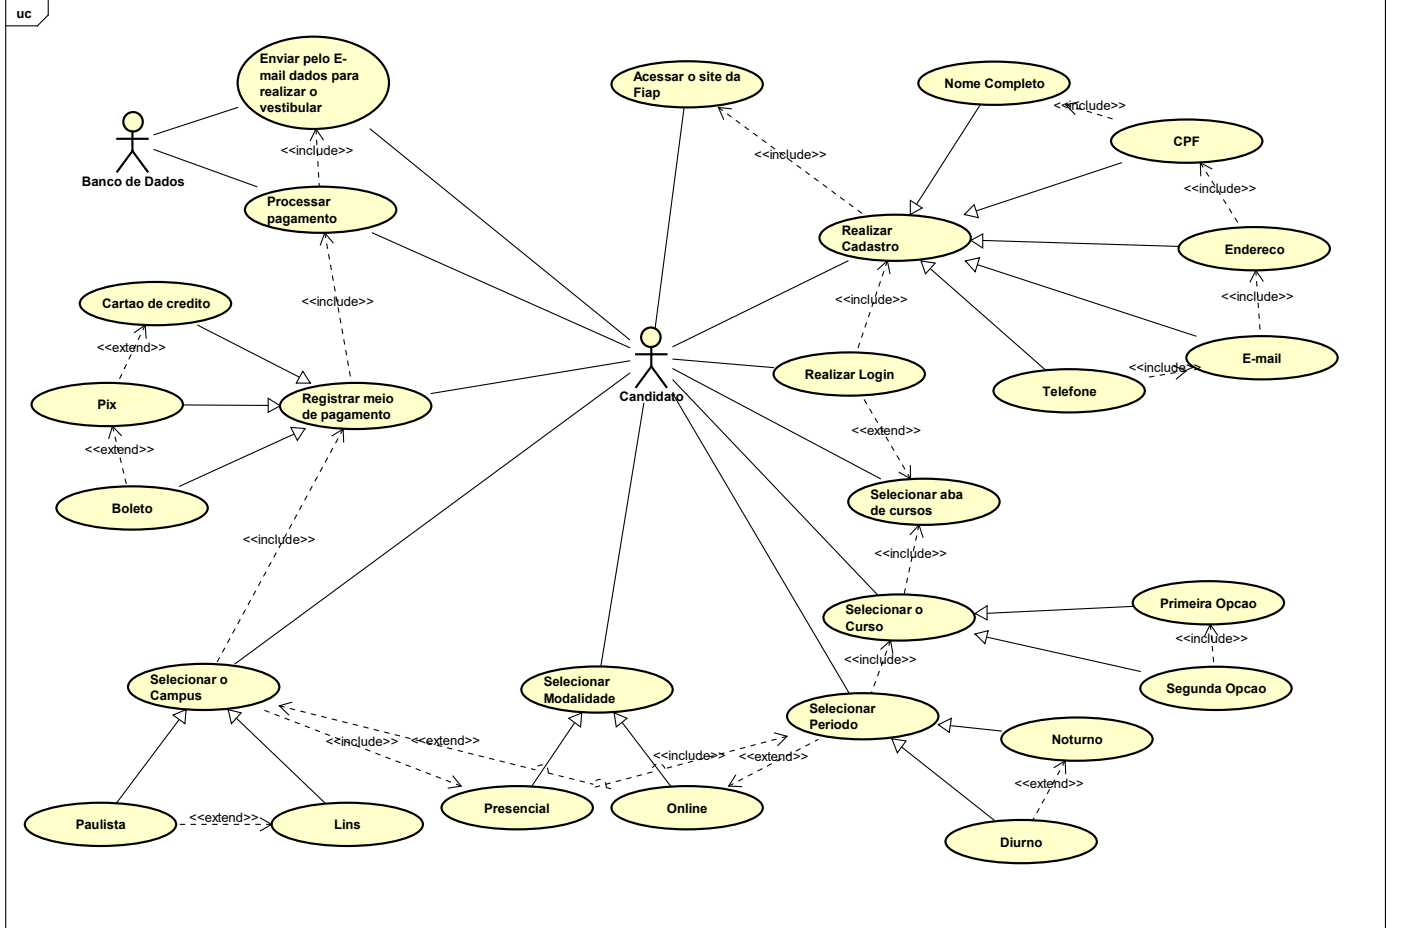 uc
Enviar pelo E-
mail dados para
realizar o
vestibular
Acessar o site da
Fiap
Nome Completo
<<include>>
CPF
Banco de Dados
<<include>>
<<include>>
<<include>>
Processar
pagamento
Realizar
Cadastro
Endereco
Cartao de credito
<<include>>
<<include>>
<<include>>
<<extend>>
E-mail
<<include>>
Realizar Login
Telefone
Candidato
Pix
Registrar meio
de pagamento
<<extend>>
<<extend>>
Boleto
Selecionar aba
de cursos
<<include>>
<<include>>
Selecionar o
Curso
Primeira Opcao
<<include>>
<<include>>
Segunda Opcao
Selecionar o
Campus
Selecionar
Modalidade
Selecionar
Periodo
Noturno
<<include>>
<<extend>>
<<include>>
<<extend>>
<<extend>>
Presencial
Online
Paulista
<<extend>>
Lins
Diurno